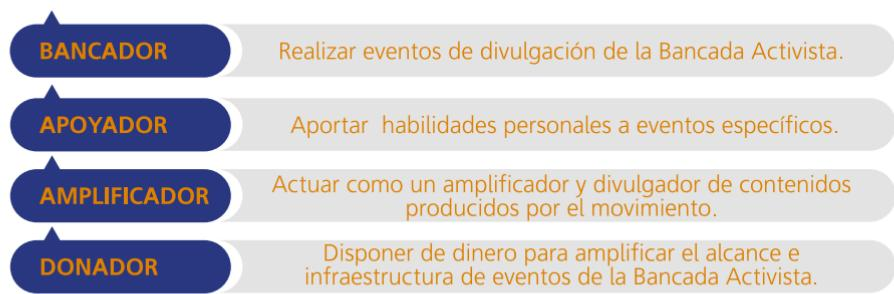 BANCADOR
Realizar eventos de divulgación de la Bancada Activista.
APOYADOR
Aportar habilidades personales a eventos específicos.
AMPLIFICADOR
Actuar como un amplificador y divulgador de contenidos
producidos por el movimiento.
DONADOR
Disponer de dinero para amplificar el alcance e
infraestructura de eventos de la Bancada Activista.